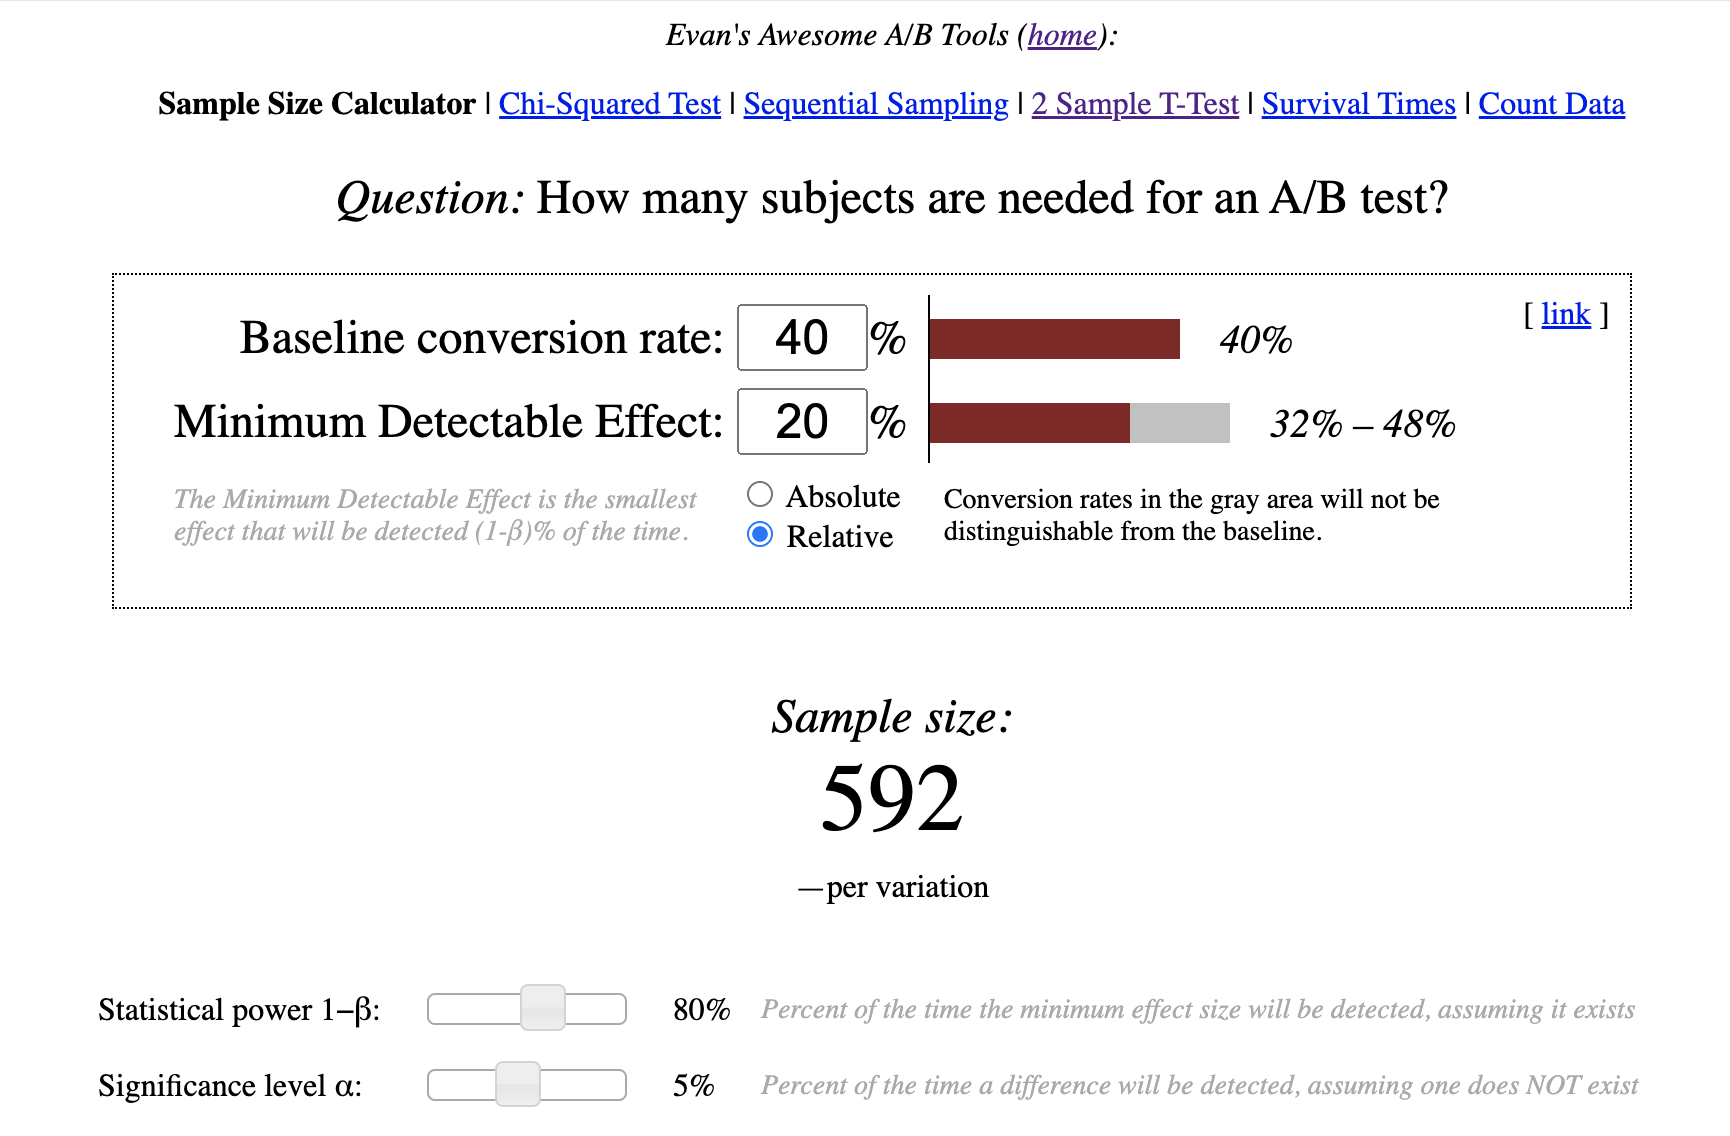 Evan's Awesome A/B Tools (home):
Sample Size Calculator | Chi-Squared Test | Sequential Sampling | 2 Sample T-Test | Survival Times | Count Data
Question: How many subjects are needed for an A/B test?
[ link ]
Baseline conversion rate: 40 % 40%
Minimum Detectable Effect: 20 % 32% – 48%
The Minimum Detectable Effect is the smallest
effect that will be detected (1-β)% of the time.
Absolute
Relative
Conversion rates in the gray area will not be
distinguishable from the baseline.
Sample size:
592
—per variation
Statistical power 1−β: 80% Percent of the time the minimum effect size will be detected, assuming it exists
Significance level α: 5% Percent of the time a difference will be detected, assuming one does NOT exist